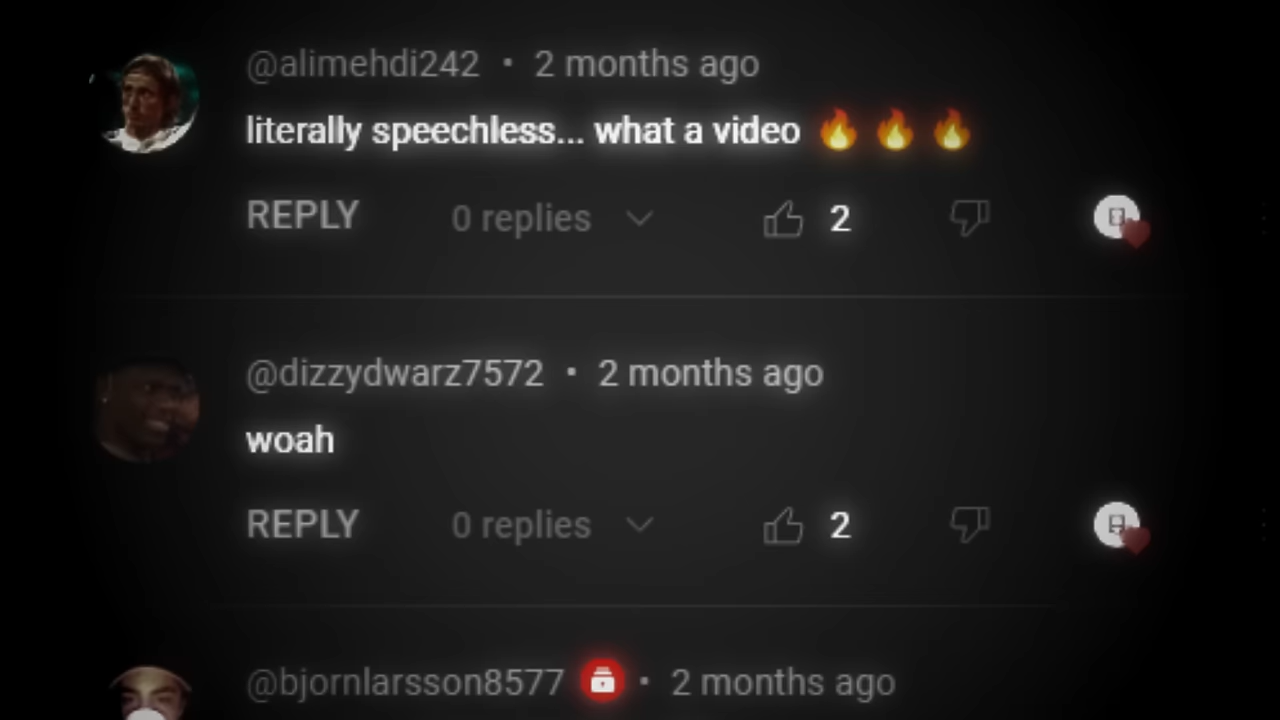 @alimehdi242 • 2 months ago
literally speechless... what a video 🔥 🔥 🔥
REPLY 0 replies 2
@dizzydwarz7572 • 2 months ago
woah
REPLY 0 replies 2
@bjornlarsson8577 • 2 months ago